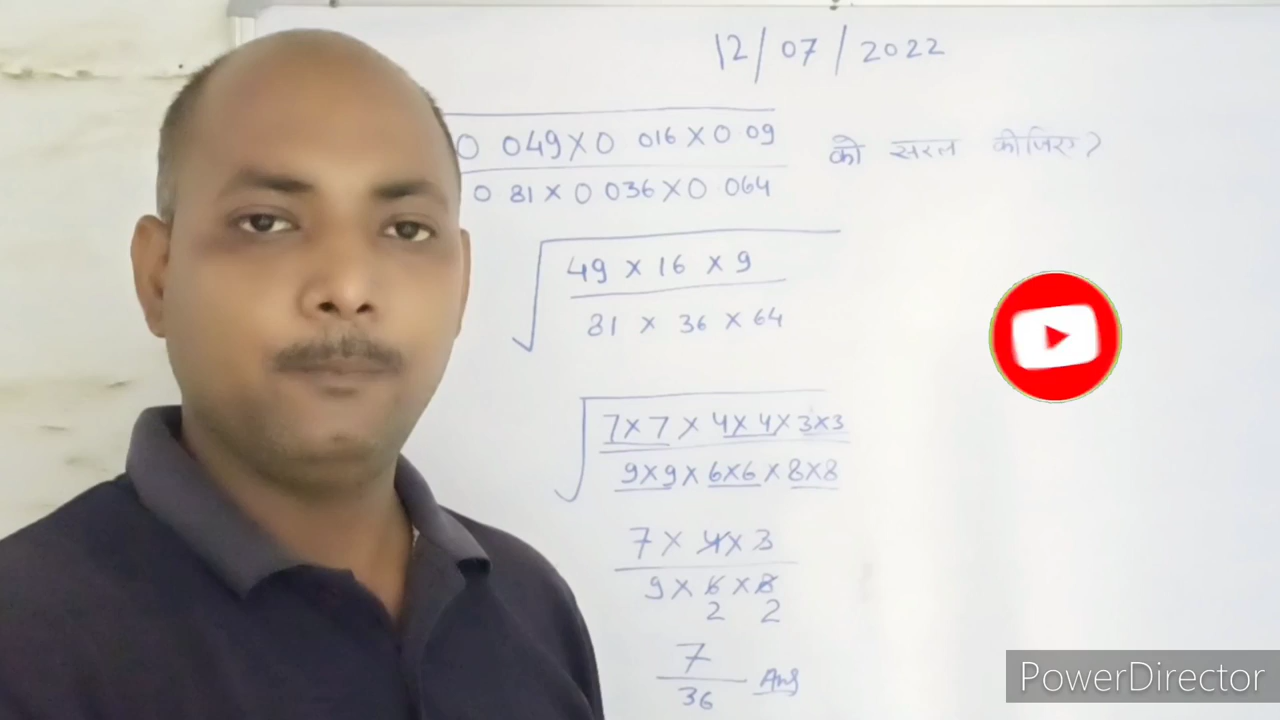 12/07/2022
0 049×0 016×0 09 को सरल कीजिए?
0 81×0 036×0 064
49 × 16 × 9
81 × 36 × 64
7×7 × 4×4×3×3
9×9×6×6×8×8
7 × 4×3
9×6×8
2 2
7
36 Ans
PowerDirector